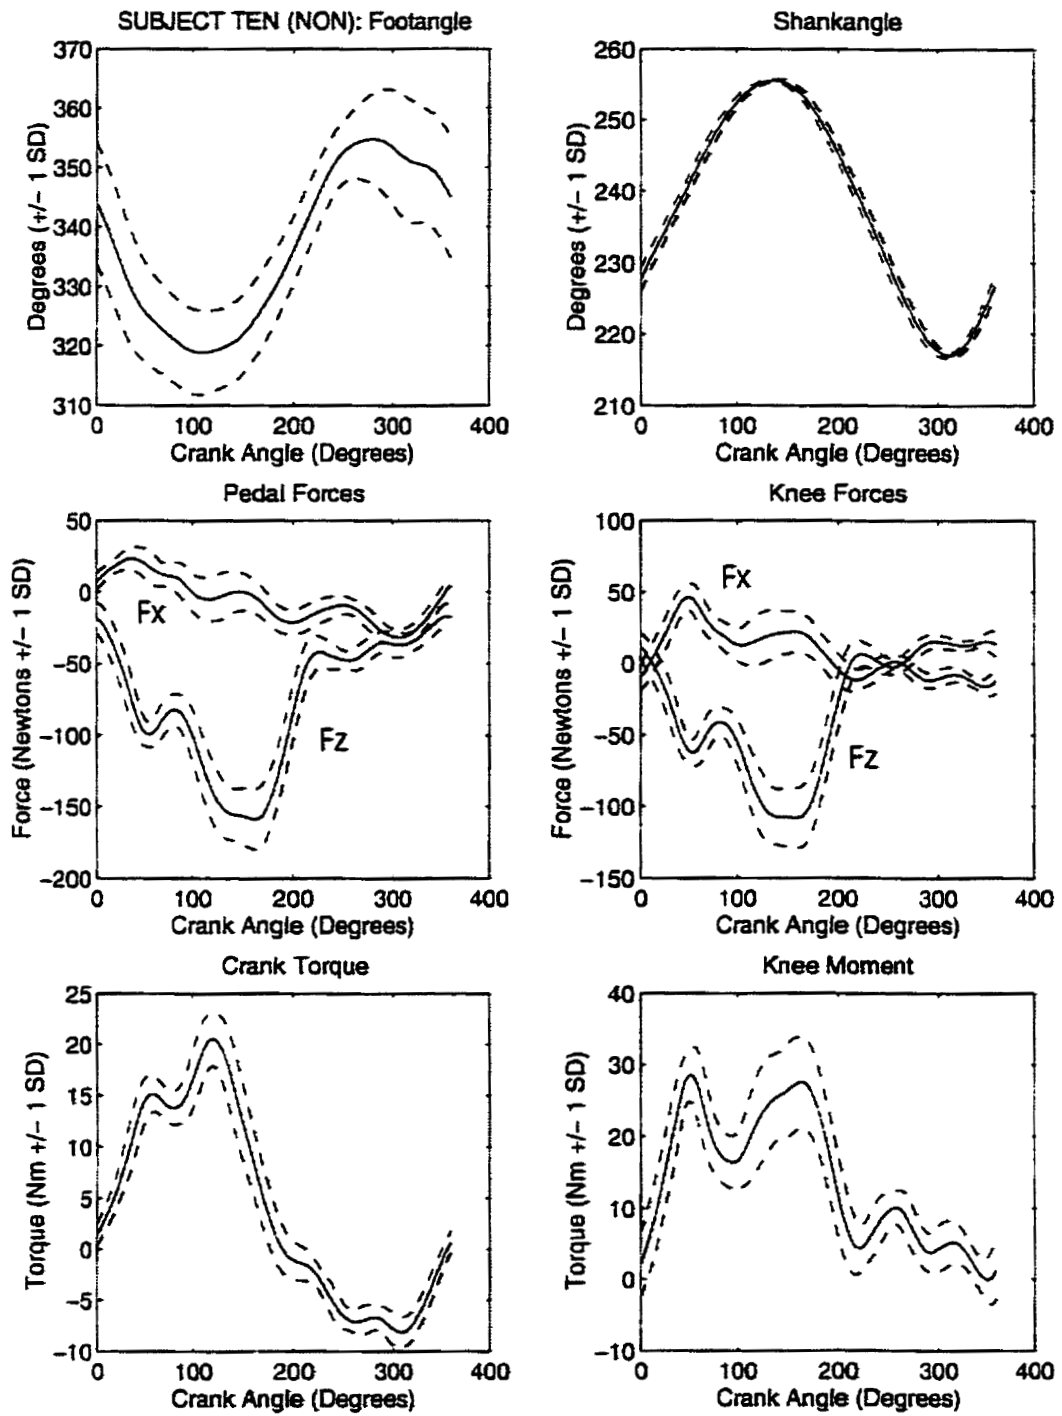 SUBJECT TEN (NON): Footangle
370
360
350
340
330
320
310
0 100 200 300 400
Degrees (+/− 1 SD)
Crank Angle (Degrees)
Shankangle
260
250
240
230
220
210
0 100 200 300 400
Degrees (+/− 1 SD)
Crank Angle (Degrees)
Pedal Forces
50
0
−50
−100
−150
−200
0 100 200 300 400
Force (Newtons +/− 1 SD)
Fx
Fz
Crank Angle (Degrees)
Knee Forces
100
50
0
−50
−100
−150
0 100 200 300 400
Force (Newtons +/− 1 SD)
Fx
Fz
Crank Angle (Degrees)
Crank Torque
25
20
15
10
5
0
−5
−10
0 100 200 300 400
Torque (Nm +/− 1 SD)
Crank Angle (Degrees)
Knee Moment
40
30
20
10
0
−10
0 100 200 300 400
Torque (Nm +/− 1 SD)
Crank Angle (Degrees)